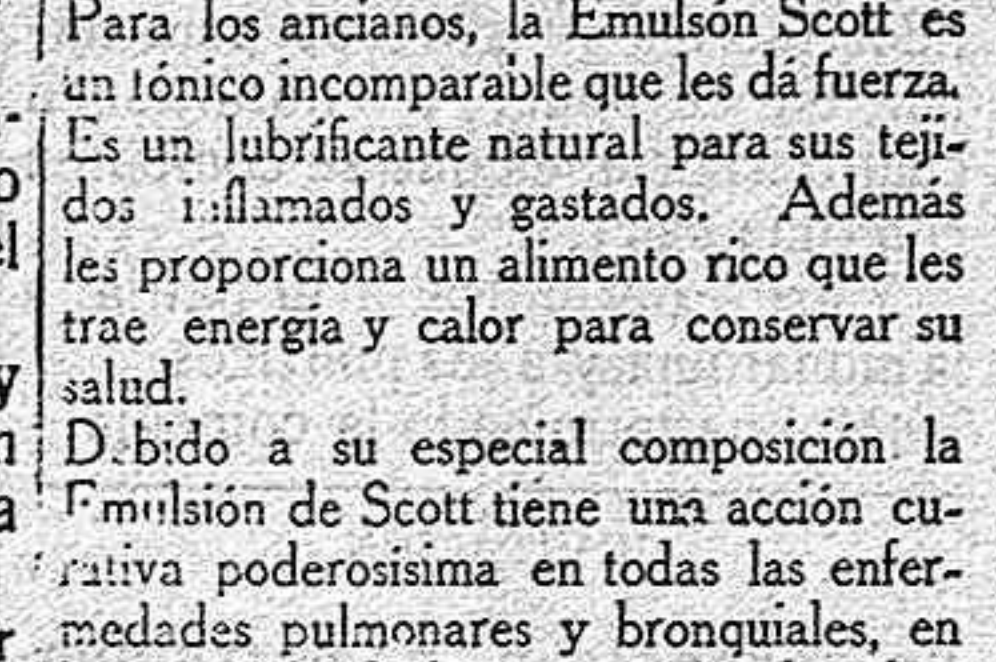 Para los ancianos, la Emulsón Scott es
un tónico incomparable que les dá fuerza.
Es un lubrificante natural para sus teji-
dos inflamados y gastados. Además
les proporciona un alimento rico que les
trae energía y calor para conservar su
salud.
Debido a su especial composición la
Emulsión de Scott tiene una acción cu-
rativa poderosísima en todas las enfer-
medades pulmonares y bronquiales, en